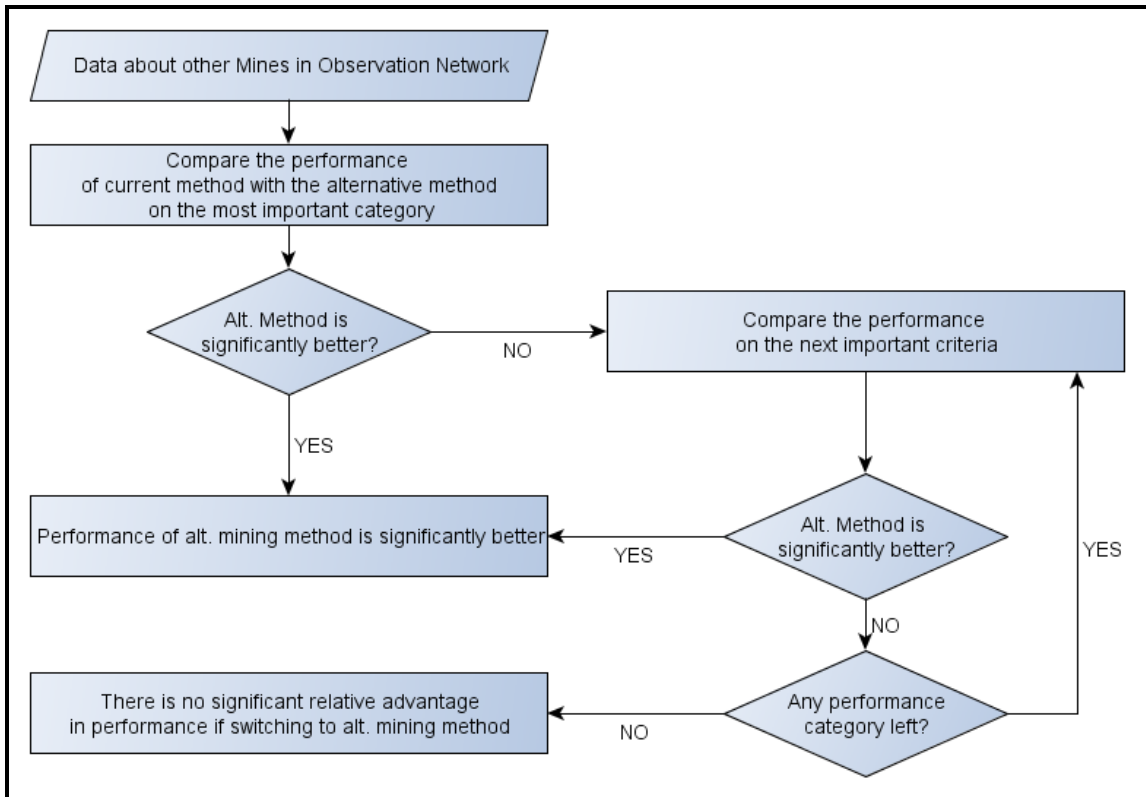 Data about other Mines in Observation Network
Compare the performance
of current method with the alternative method
on the most important category
Alt. Method is
significantly better?
NO
YES
Compare the performance
on the next important criteria
Performance of alt. mining method is significantly better
YES
Alt. Method is
significantly better?
YES
NO
There is no significant relative advantage
in performance if switching to alt. mining method
NO
Any performance
category left?